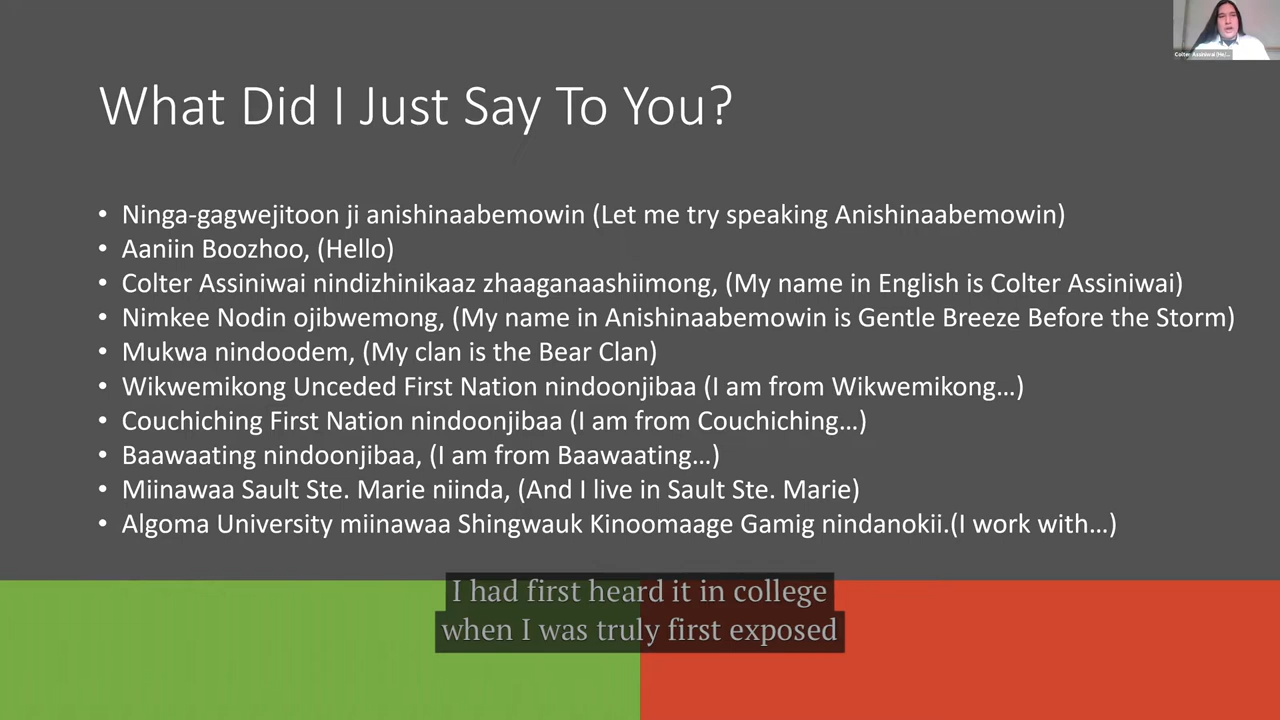 What Did I Just Say To You?
• Ninga-gagwejitoon ji anishinaabemowin (Let me try speaking Anishinaabemowin)
• Aaniin Boozhoo, (Hello)
• Colter Assiniwai nindizhinikaaz zhaaganaashiimong, (My name in English is Colter Assiniwai)
• Nimkee Nodin ojibwemong, (My name in Anishinaabemowin is Gentle Breeze Before the Storm)
• Mukwa nindoodem, (My clan is the Bear Clan)
• Wikwemikong Unceded First Nation nindoonjibaa (I am from Wikwemikong…)
• Couchiching First Nation nindoonjibaa (I am from Couchiching…)
• Baawaating nindoonjibaa, (I am from Baawaating…)
• Miinawaa Sault Ste. Marie niinda, (And I live in Sault Ste. Marie)
• Algoma University miinawaa Shingwauk Kinoomaage Gamig nindanokii.(I work with…)
I had first heard it in college
when I was truly first exposed
Colter Assiniwai (He/...